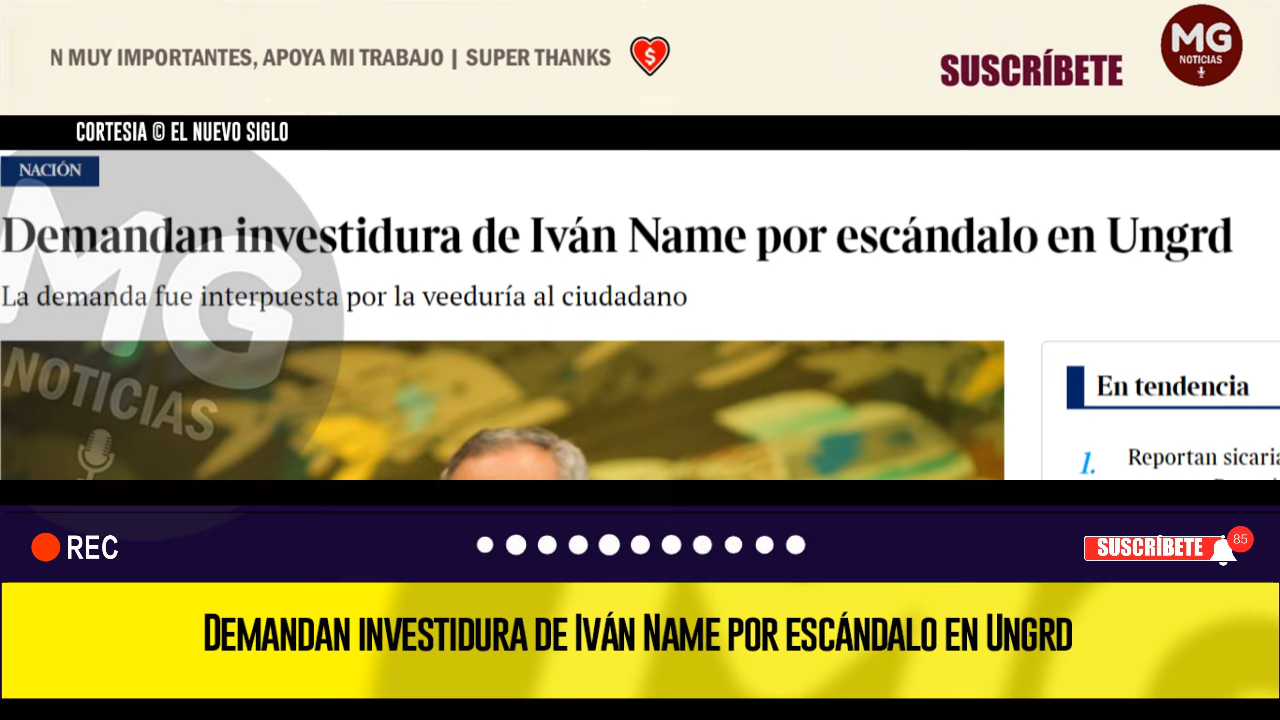 N MUY IMPORTANTES, APOYA MI TRABAJO | SUPER THANKS
$
SUSCRÍBETE
MG
NOTICIAS
CORTESIA © EL NUEVO SIGLO
NACIÓN
Demandan investidura de Iván Name por escándalo en Ungrd
La demanda fue interpuesta por la veeduría al ciudadano
MG
NOTICIAS
En tendencia
1. Reportan sicaria
REC
SUSCRÍBETE
85
DEMANDAN INVESTIDURA DE IVÁN NAME POR ESCÁNDALO EN UNGRD